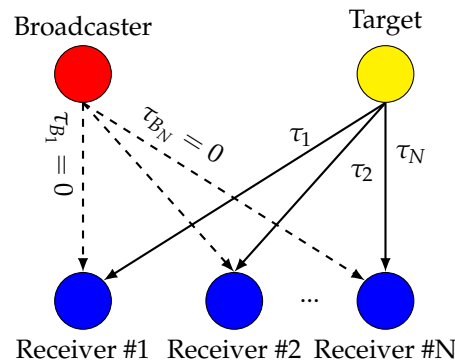 Broadcaster Target
τ_{B_1} = 0
τ_{B_N} = 0
τ_1
τ_2
τ_N
...
Receiver #1 Receiver #2 Receiver #N